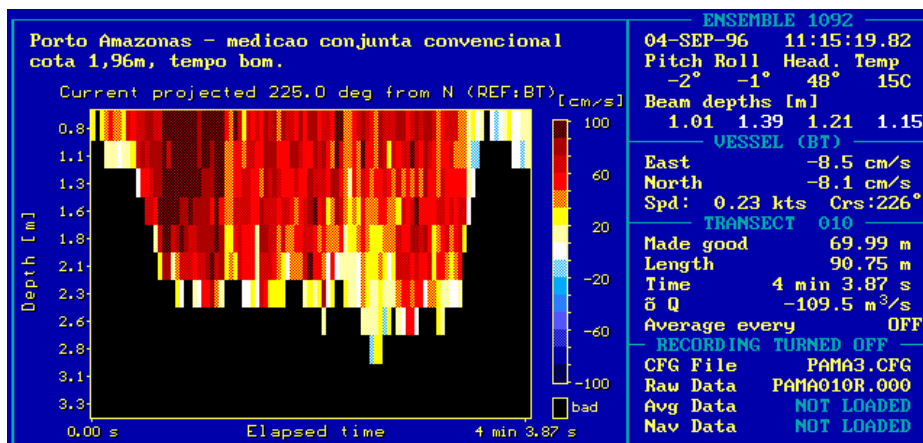 Porto Amazonas - medicao conjunta convencional
cota 1,96m, tempo bom.
Current projected 225.0 deg from N (REF:BT)
[cm/s]
100
60
20
-20
-60
-100
bad
Depth [m]
0.8
1.1
1.3
1.6
1.8
2.1
2.3
2.6
2.8
3.1
3.3
0.00 s Elapsed time 4 min 3.87 s
ENSEMBLE 1092
04-SEP-96 11:15:19.82
Pitch Roll Head. Temp
-2° -1° 48° 15C
Beam depths [m]
1.01 1.39 1.21 1.15
VESSEL (BT)
East -8.5 cm/s
North -8.1 cm/s
Spd: 0.23 kts Crs:226°
TRANSECT 010
Made good 69.99 m
Length 90.75 m
Time 4 min 3.87 s
õ Q -109.5 m³/s
Average every OFF
RECORDING TURNED OFF
CFG File PAMA3.CFG
Raw Data PAMA010R.000
Avg Data NOT LOADED
Nav Data NOT LOADED